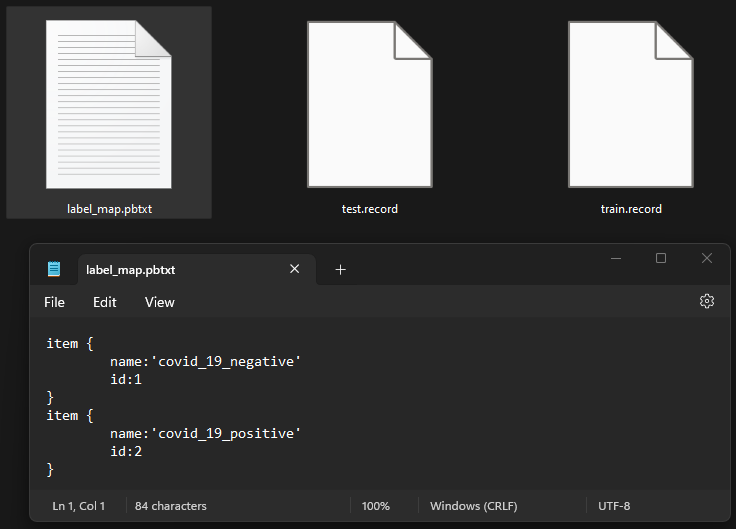 label_map.pbtxt
test.record
train.record
label_map.pbtxt
File Edit View
item {
        name:'covid_19_negative'
        id:1
}
item {
        name:'covid_19_positive'
        id:2
}
Ln 1, Col 1 84 characters 100% Windows (CRLF) UTF-8